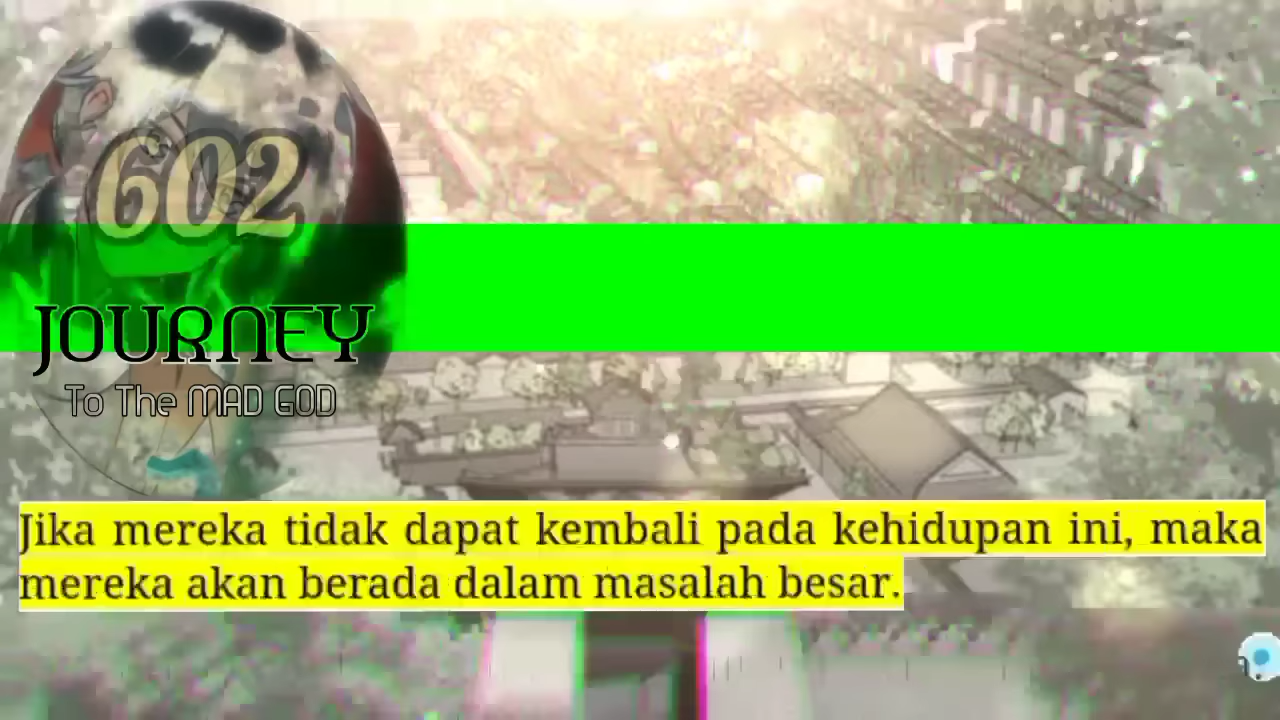 602
JOURNEY
To The MAD GOD
Jika mereka tidak dapat kembali pada kehidupan ini, maka
mereka akan berada dalam masalah besar.